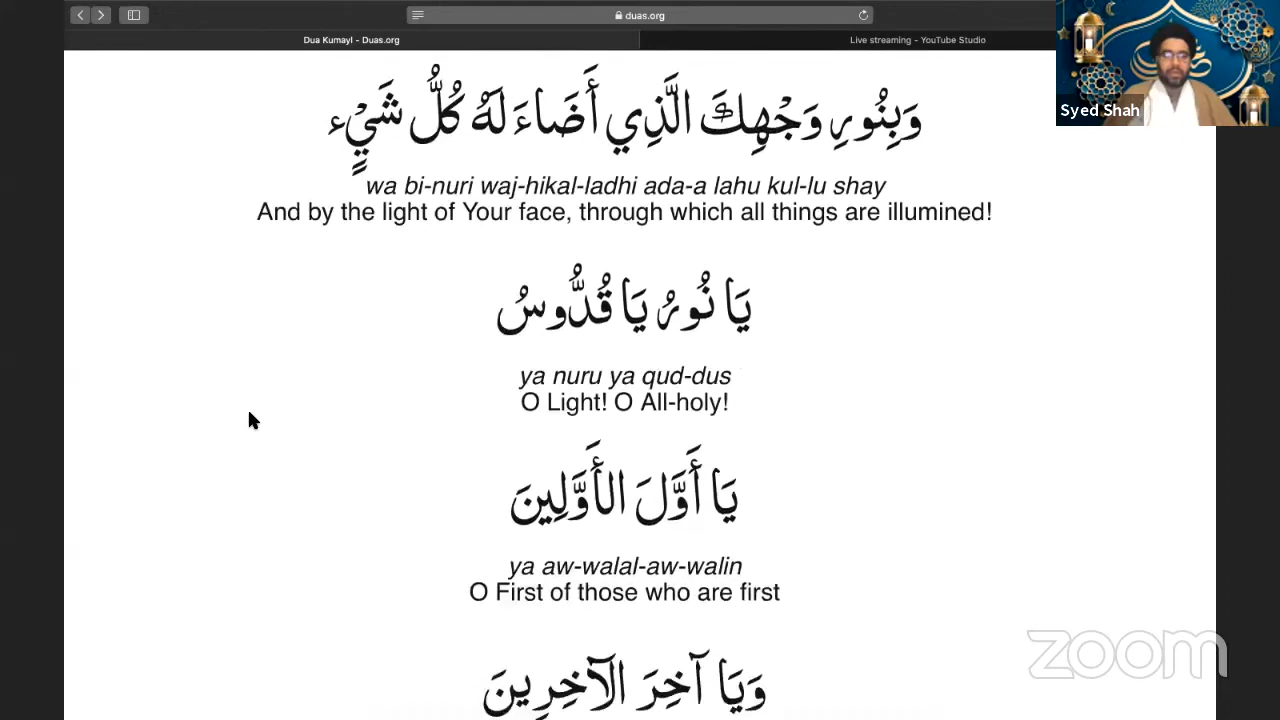 duas.org
Dua Kumayl - Duas.org
Live streaming - YouTube Studio
Syed Shah
وَبِنُورِ وَجْهِكَ الَّذِي أَضَاءَ لَهُ كُلُّ شَيْءٍ
wa bi-nuri waj-hikal-ladhi ada-a lahu kul-lu shay
And by the light of Your face, through which all things are illumined!
يَا نُورُ يَا قُدُّوسُ
ya nuru ya qud-dus
O Light! O All-holy!
يَا أَوَّلَ الأَوَّلِينَ
ya aw-walal-aw-walin
O First of those who are first
وَيَا آخِرَ الآخِرِينَ
zoom